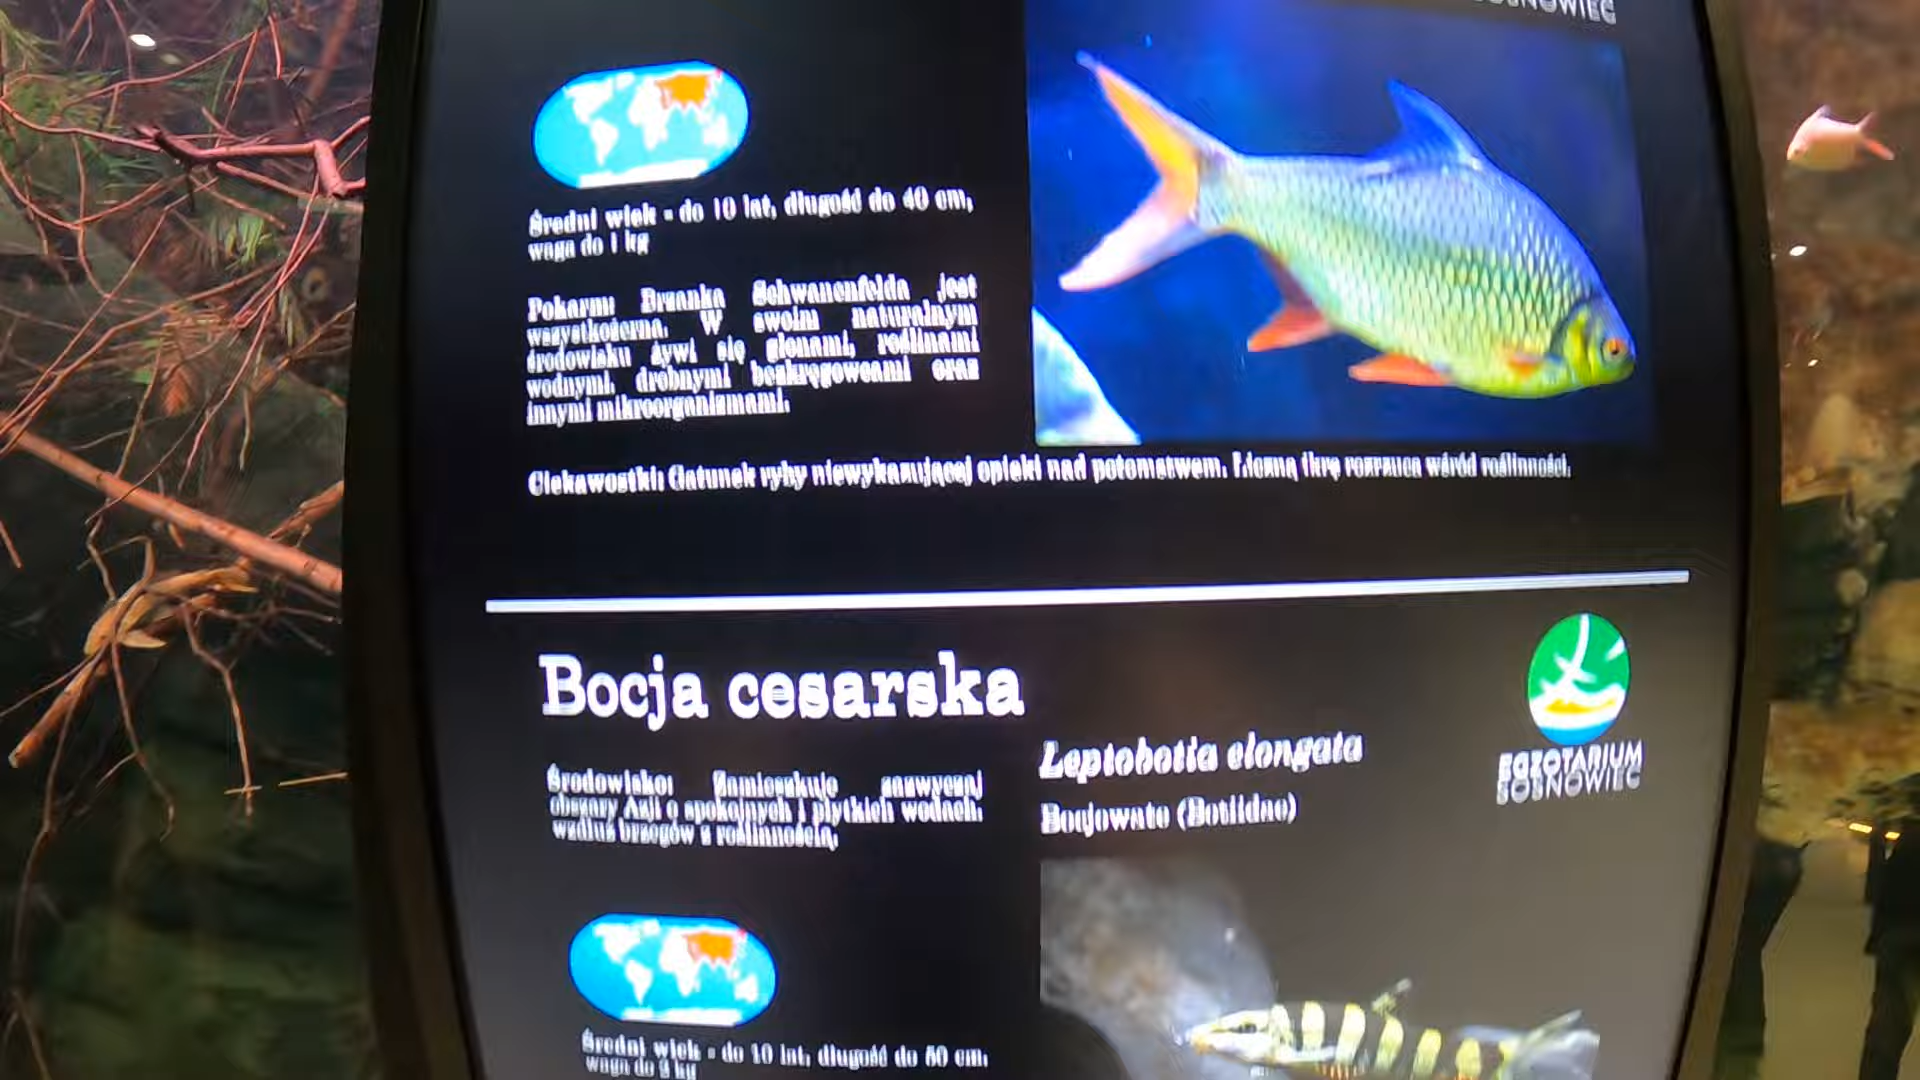 SOSNOWIEC
Średni wiek - do 10 lat, długość do 40 cm,
waga do 1 kg
Pokarm: Brzanka Schwanenfelda jest
wszystkożerna. W swoim naturalnym
środowisku żywi się glonami, roślinami
wodnymi, drobnymi bezkręgowcami oraz
innymi mikroorganizmami.
Ciekawostki: Gatunek ryby niewykazującej opieki nad potomstwem. Liczną ikrę rozrzuca wśród roślinności.
Bocja cesarska
Leptobotia elongata
Bocjowate (Botiidae)
EGZOTARIUM
SOSNOWIEC
Środowisko: Zamieszkuje zazwyczaj
obszary Azji o spokojnych i płytkich wodach
wzdłuż brzegów z roślinnością.
Średni wiek - do 10 lat, długość do 50 cm,
waga do 3 kg